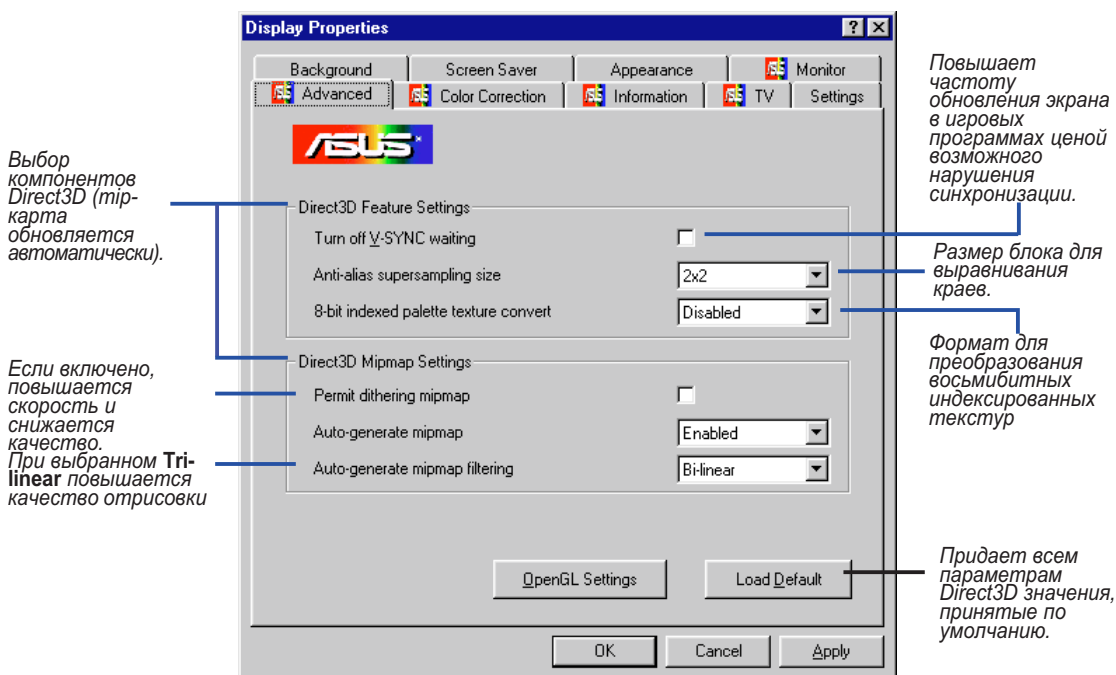 Display Properties
Background
Screen Saver
Appearance
Monitor
Advanced
Color Correction
Information
TV
Settings
ASUS
Direct3D Feature Settings
Turn off V-SYNC waiting
Anti-alias supersampling size
2x2
8-bit indexed palette texture convert
Disabled
Direct3D Mipmap Settings
Permit dithering mipmap
Auto-generate mipmap
Enabled
Auto-generate mipmap filtering
Bi-linear
OpenGL Settings
Load Default
OK
Cancel
Apply
Выбор
компонентов
Direct3D (mip-
карта
обновляется
автоматически).
Если включено,
повышается
скорость и
снижается
качество.
При выбранном Tri-
linear повышается
качество отрисовки
Повышает
частоту
обновления экрана
в игровых
программах ценой
возможного
нарушения
синхронизации.
Размер блока для
выравнивания
краев.
Формат для
преобразования
восьмибитных
индексированных
текстур
Придает всем
параметрам
Direct3D значения,
принятые по
умолчанию.